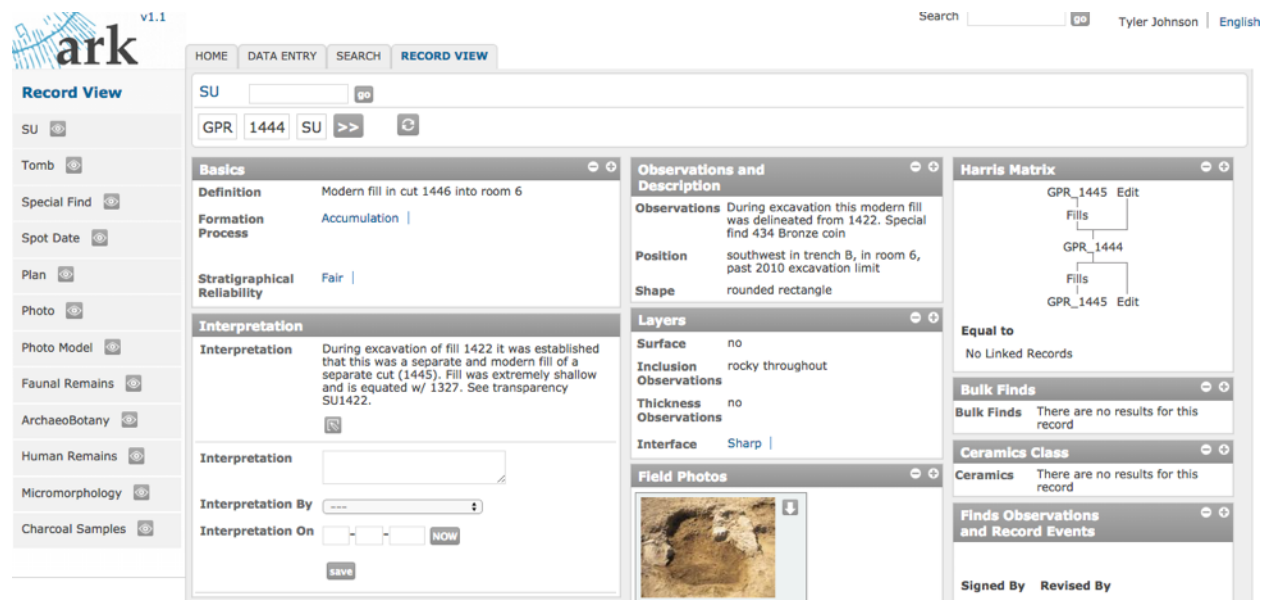 v1.1
ark
Search go Tyler Johnson English
HOME DATA ENTRY SEARCH RECORD VIEW
Record View
SU
Tomb
Special Find
Spot Date
Plan
Photo
Photo Model
Faunal Remains
ArchaeoBotany
Human Remains
Micromorphology
Charcoal Samples
SU go
GPR 1444 SU >>
Basics
Definition Modern fill in cut 1446 into room 6
Formation Accumulation |
Process
Stratigraphical Fair |
Reliability
Interpretation
Interpretation During excavation of fill 1422 it was established
that this was a separate and modern fill of a
separate cut (1445). Fill was extremely shallow
and is equated w/ 1327. See transparency
SU1422.
Interpretation
Interpretation By ---
Interpretation On - - NOW
save
Observations and
Description
Observations During excavation this modern fill
was delineated from 1422. Special
find 434 Bronze coin
Position southwest in trench B, in room 6,
past 2010 excavation limit
Shape rounded rectangle
Layers
Surface no
Inclusion rocky throughout
Observations
Thickness no
Observations
Interface Sharp |
Field Photos
Harris Matrix
GPR_1445 Edit
Fills
GPR_1444
Fills
GPR_1445 Edit
Equal to
No Linked Records
Bulk Finds
Bulk Finds There are no results for this
record
Ceramics Class
Ceramics There are no results for this
record
Finds Observations
and Record Events
Signed By Revised By